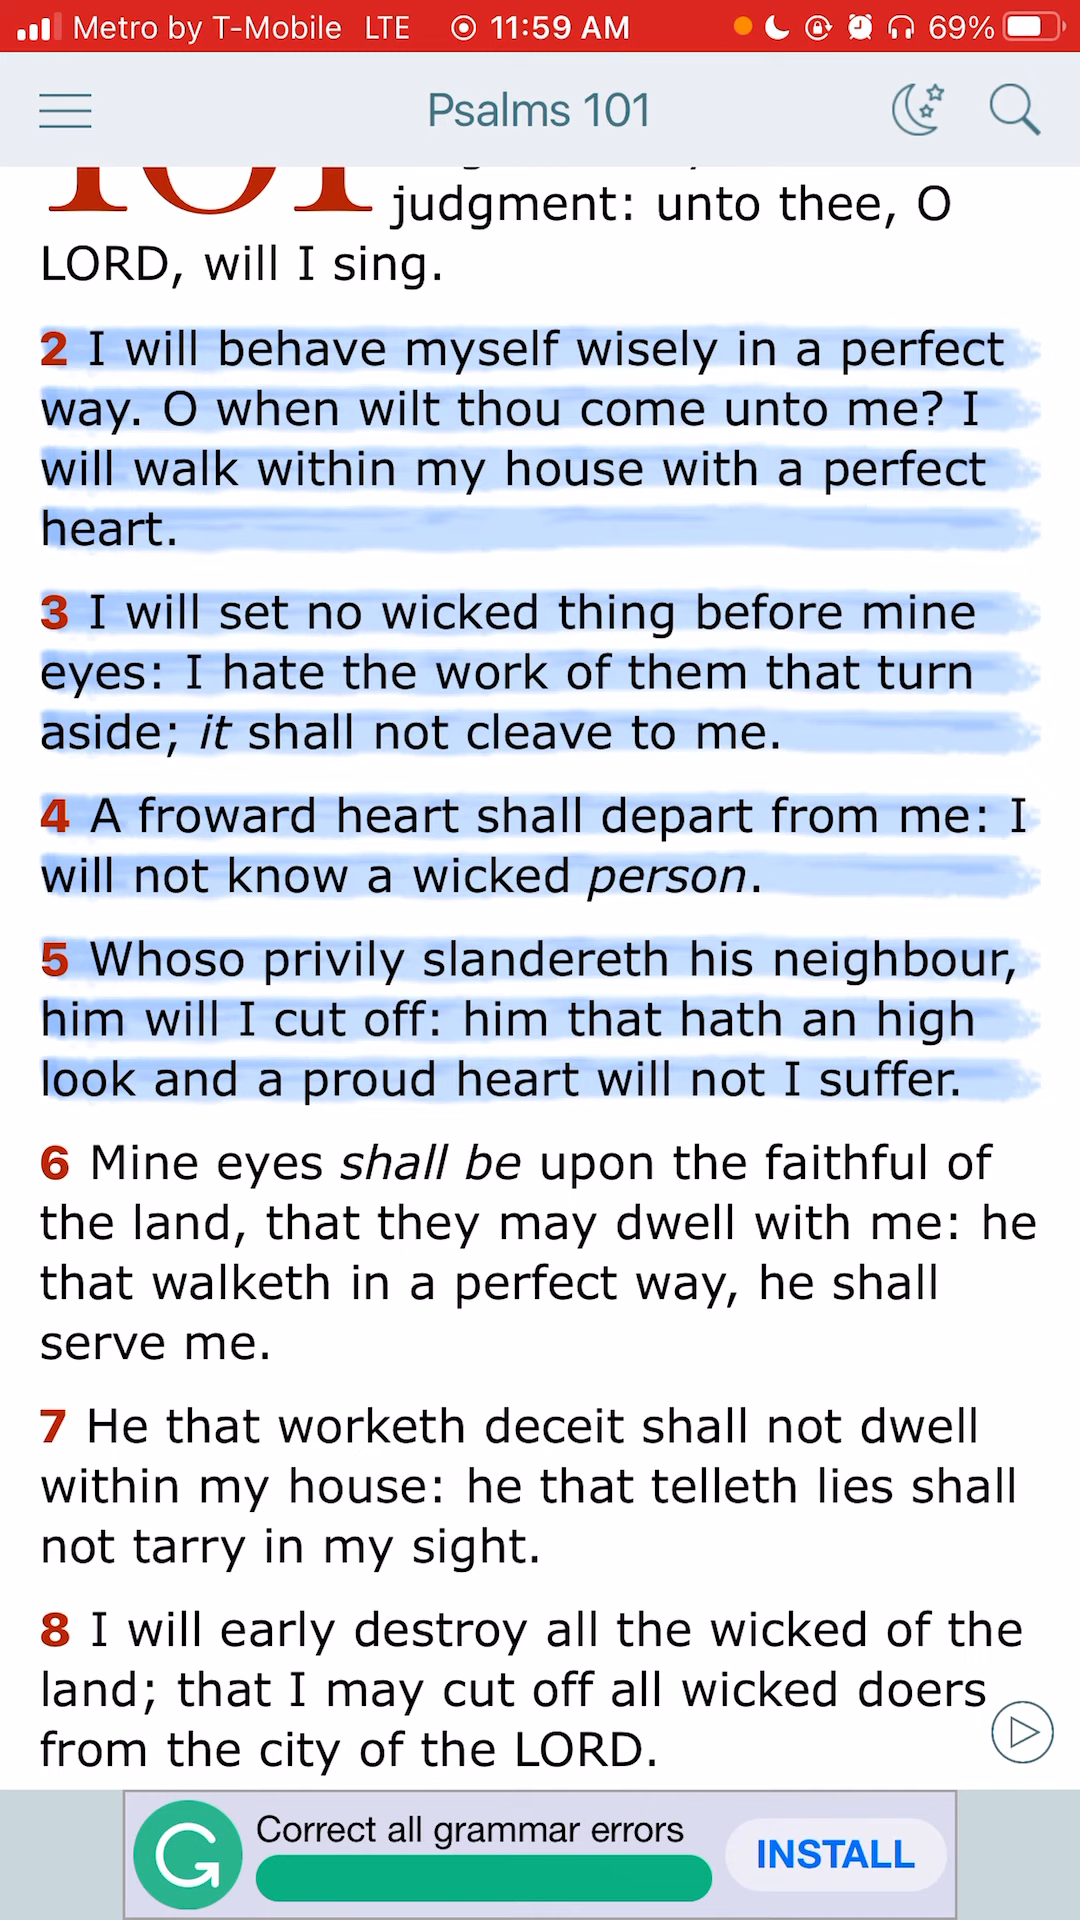 Metro by T-Mobile LTE 11:59 AM 69%
Psalms 101
101
judgment: unto thee, O
LORD, will I sing.
2 I will behave myself wisely in a perfect
way. O when wilt thou come unto me? I
will walk within my house with a perfect
heart.
3 I will set no wicked thing before mine
eyes: I hate the work of them that turn
aside; it shall not cleave to me.
4 A froward heart shall depart from me: I
will not know a wicked person.
5 Whoso privily slandereth his neighbour,
him will I cut off: him that hath an high
look and a proud heart will not I suffer.
6 Mine eyes shall be upon the faithful of
the land, that they may dwell with me: he
that walketh in a perfect way, he shall
serve me.
7 He that worketh deceit shall not dwell
within my house: he that telleth lies shall
not tarry in my sight.
8 I will early destroy all the wicked of the
land; that I may cut off all wicked doers
from the city of the LORD.
Correct all grammar errors
INSTALL